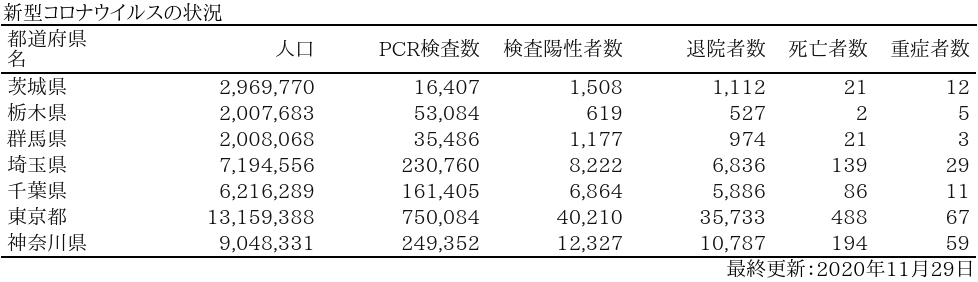 新型コロナウイルスの状況
都道府県名 人口 PCR検査数 検査陽性者数 退院者数 死亡者数 重症者数
茨城県 2,969,770 16,407 1,508 1,112 21 12
栃木県 2,007,683 53,084 619 527 2 5
群馬県 2,008,068 35,486 1,177 974 21 3
埼玉県 7,194,556 230,760 8,222 6,836 139 29
千葉県 6,216,289 161,405 6,864 5,886 86 11
東京都 13,159,388 750,084 40,210 35,733 488 67
神奈川県 9,048,331 249,352 12,327 10,787 194 59
最終更新：2020年11月29日